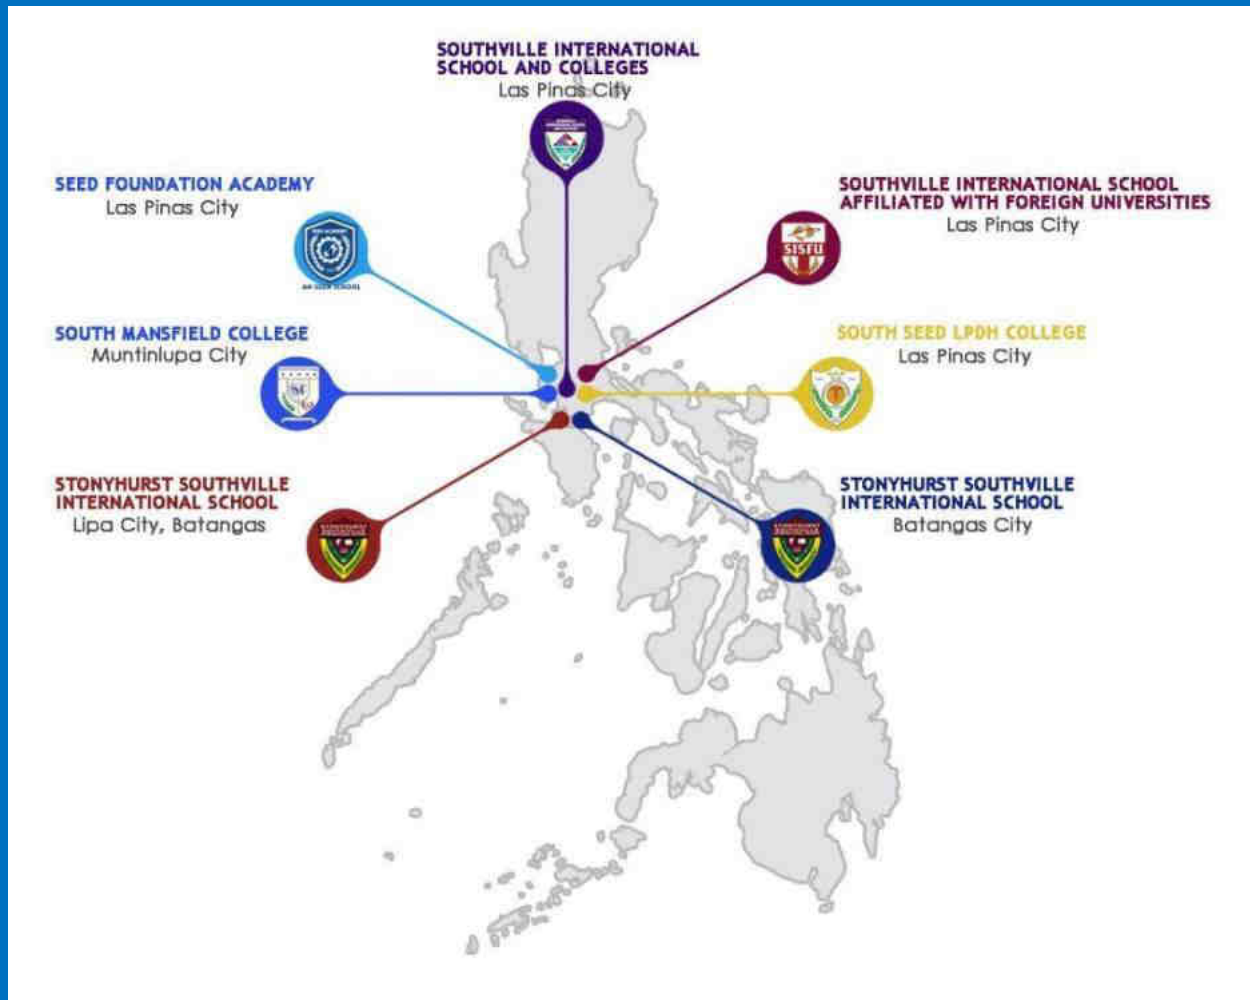 SOUTHVILLE INTERNATIONAL
SCHOOL AND COLLEGES
Las Pinas City
SEED FOUNDATION ACADEMY
Las Pinas City
SOUTHVILLE INTERNATIONAL SCHOOL
AFFILIATED WITH FOREIGN UNIVERSITIES
Las Pinas City
SISFU
SOUTH MANSFIELD COLLEGE
Muntinlupa City
SOUTH SEED LPDH COLLEGE
Las Pinas City
STONYHURST SOUTHVILLE
INTERNATIONAL SCHOOL
Lipa City, Batangas
STONYHURST SOUTHVILLE
INTERNATIONAL SCHOOL
Batangas City